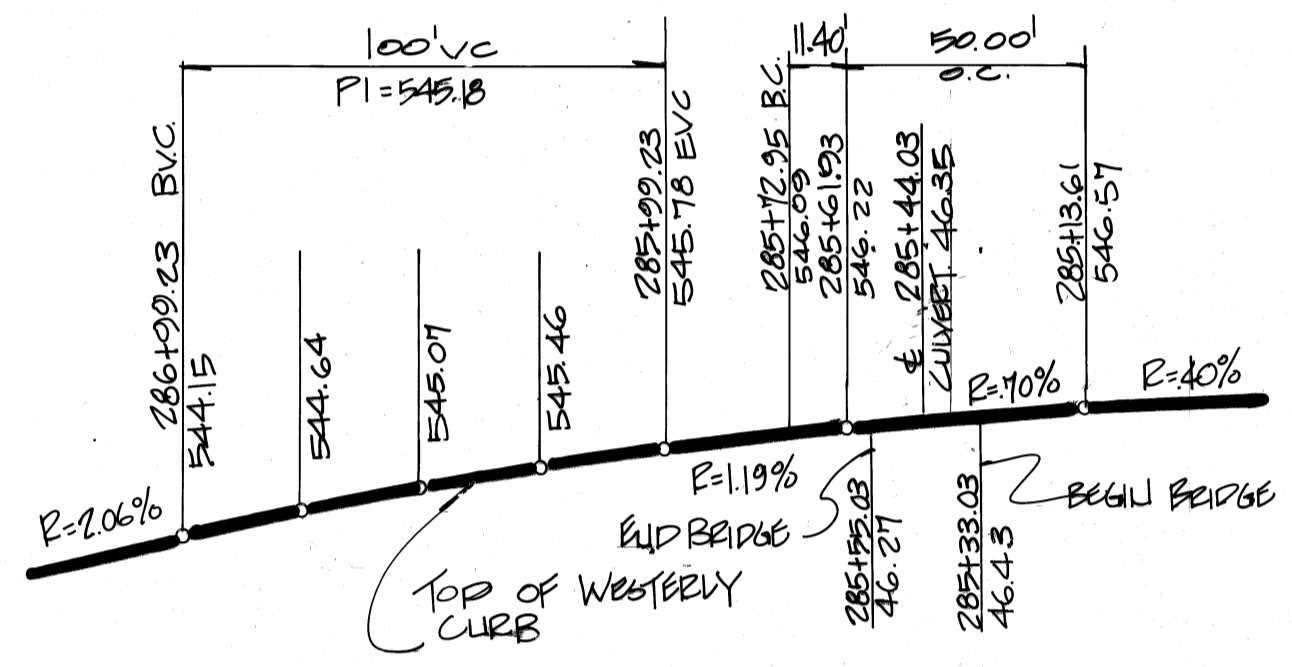 100' VC
PI = 545.18
11.40'
50.00'
O.C.
286+99.23 BV.C.
544.15
544.64
545.07
545.46
285+99.23
545.78 EVC
285+72.95 B.C.
546.09
285+61.93
546.22
℄ 285+44.03
CULVERT 46.35
285+13.61
546.57
R=2.06%
R=1.19%
R=.70%
R=.40%
END BRIDGE
285+55.03
46.27
285+33.03
46.43
BEGIN BRIDGE
TOP OF WESTERLY
CURB